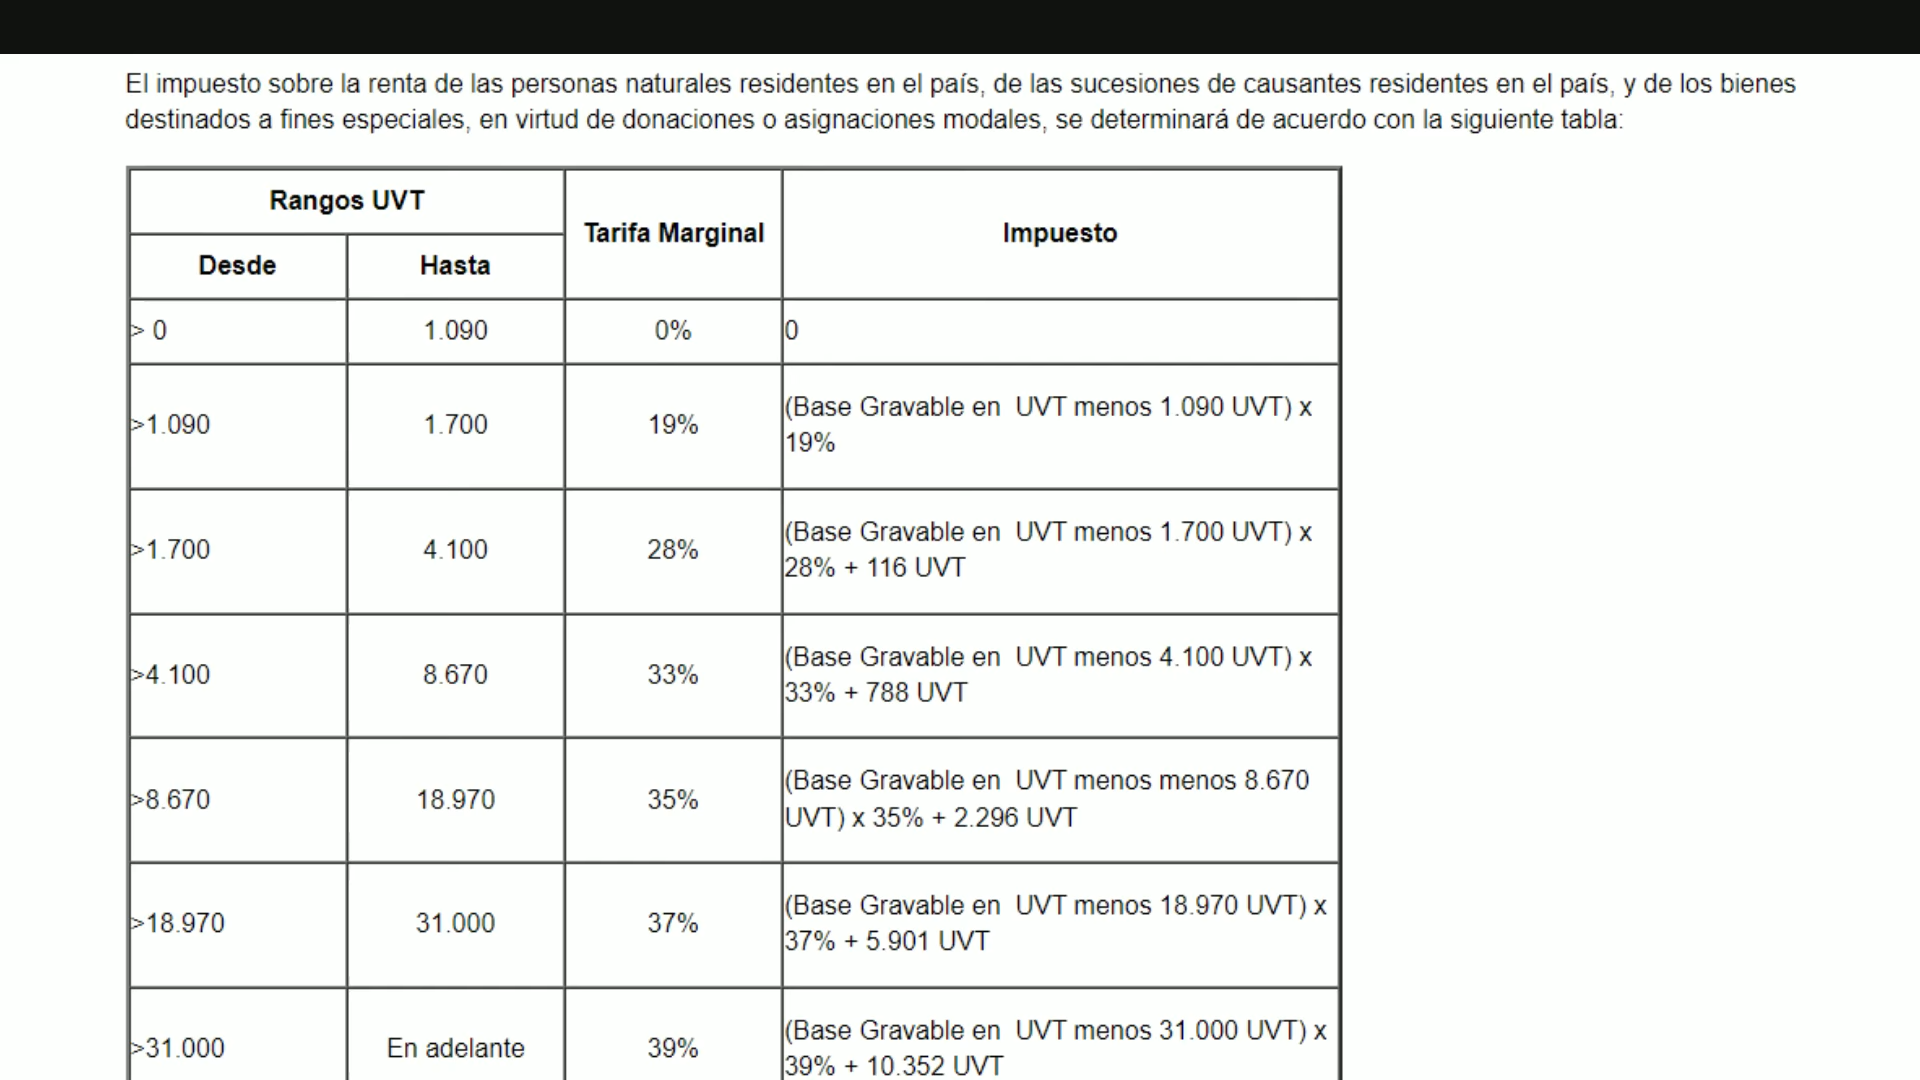 El impuesto sobre la renta de las personas naturales residentes en el país, de las sucesiones de causantes residentes en el país, y de los bienes
destinados a fines especiales, en virtud de donaciones o asignaciones modales, se determinará de acuerdo con la siguiente tabla:
Rangos UVT
Tarifa Marginal
Impuesto
Desde
Hasta
> 0
1.090
0%
0
>1.090
1.700
19%
(Base Gravable en UVT menos 1.090 UVT) x
19%
>1.700
4.100
28%
(Base Gravable en UVT menos 1.700 UVT) x
28% + 116 UVT
>4.100
8.670
33%
(Base Gravable en UVT menos 4.100 UVT) x
33% + 788 UVT
>8.670
18.970
35%
(Base Gravable en UVT menos menos 8.670
UVT) x 35% + 2.296 UVT
>18.970
31.000
37%
(Base Gravable en UVT menos 18.970 UVT) x
37% + 5.901 UVT
>31.000
En adelante
39%
(Base Gravable en UVT menos 31.000 UVT) x
39% + 10.352 UVT